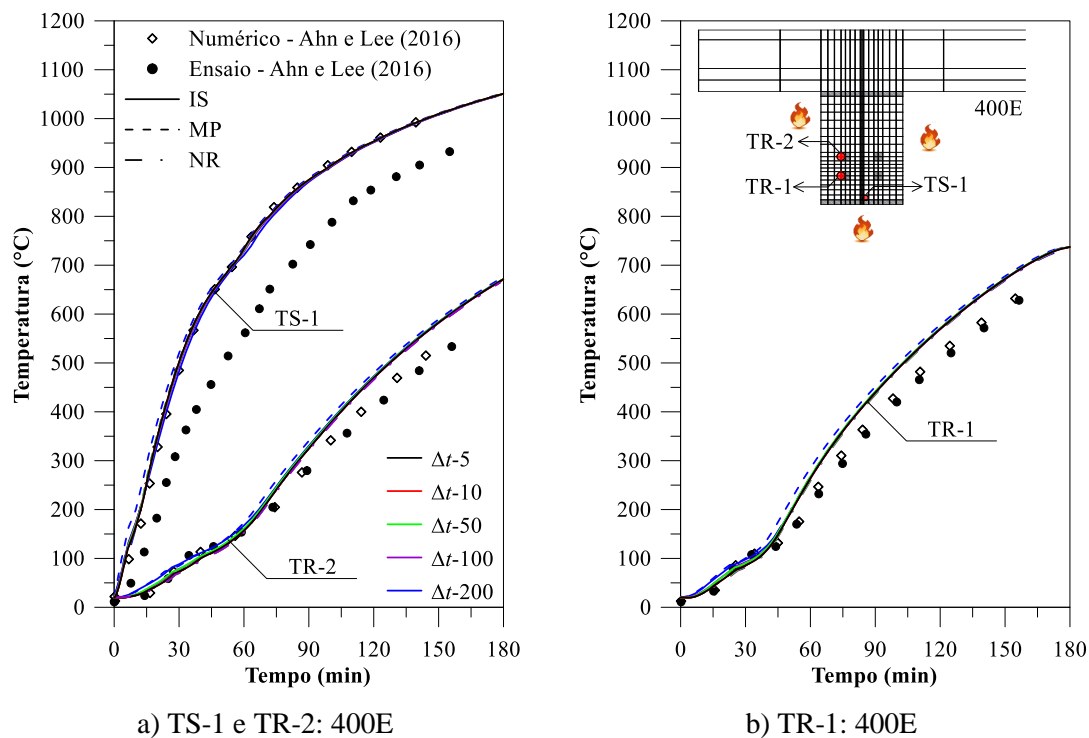 1200
1100
1000
900
800
700
600
500
400
300
200
100
0
Temperatura (°C)
Numérico - Ahn e Lee (2016)
Ensaio - Ahn e Lee (2016)
IS
MP
NR
TS-1
TR-2
Δt-5
Δt-10
Δt-50
Δt-100
Δt-200
0 30 60 90 120 150 180
Tempo (min)
a) TS-1 e TR-2: 400E
1200
1100
1000
900
800
700
600
500
400
300
200
100
0
Temperatura (°C)
400E
TR-2
TR-1
TS-1
TR-1
0 30 60 90 120 150 180
Tempo (min)
b) TR-1: 400E